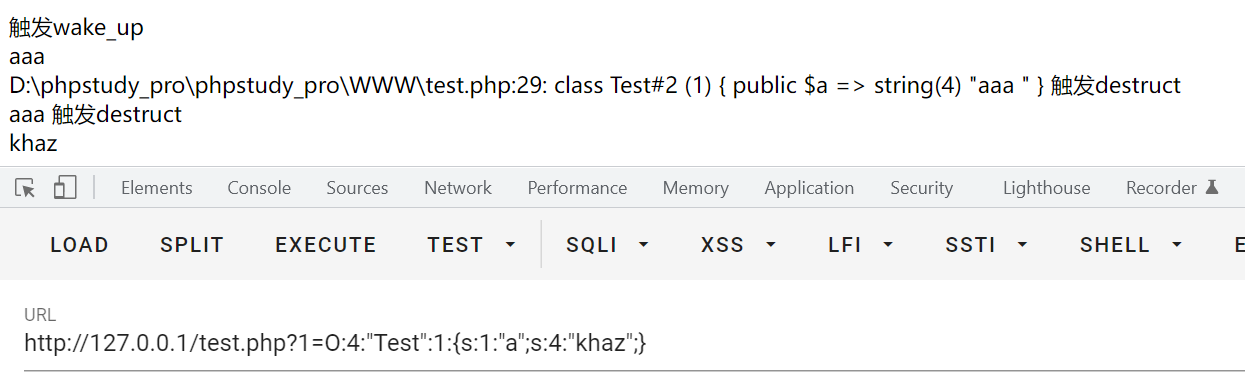 触发wake_up
aaa
D:\phpstudy_pro\phpstudy_pro\WWW\test.php:29: class Test#2 (1) { public $a => string(4) "aaa " } 触发destruct
aaa 触发destruct
khaz
Elements Console Sources Network Performance Memory Application Security Lighthouse Recorder
LOAD SPLIT EXECUTE TEST SQLI XSS LFI SSTI SHELL E
URL
http://127.0.0.1/test.php?1=O:4:"Test":1:{s:1:"a";s:4:"khaz";}